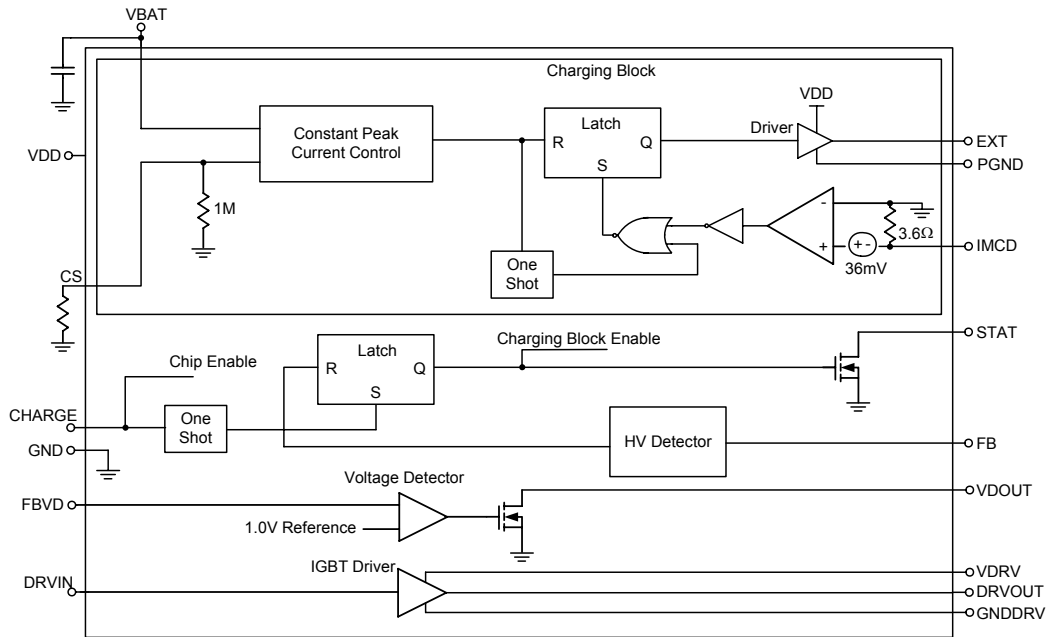 VBAT
Charging Block
VDD
Constant Peak
Current Control
Latch
R
Q
S
Driver
VDD
EXT
PGND
1M
-
+
+ -
36mV
3.6Ω
IMCD
One
Shot
CS
STAT
Charging Block Enable
Latch
R
Q
S
Chip Enable
CHARGE
One
Shot
GND
HV Detector
FB
Voltage Detector
FBVD
1.0V Reference
VDOUT
IGBT Driver
DRVIN
VDRV
DRVOUT
GNDDRV